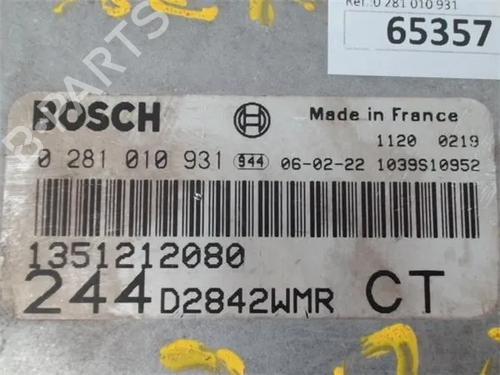 Ref.:0 281 010 931
65357
B-PARTS
BOSCH
Made in France
1120 0219
0 281 010 931 944 06-02-22 1039S10952
1351212080
244 D2842WMR CT